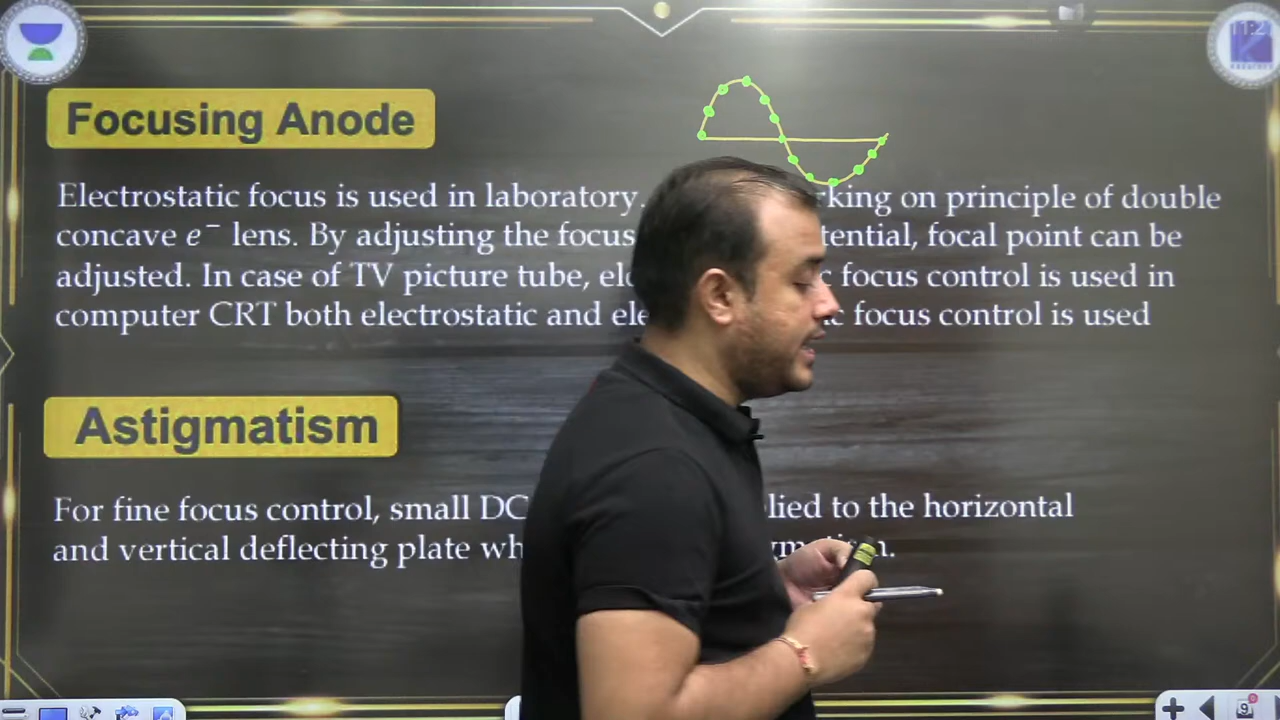 Focusing Anode
Electrostatic focus is used in laboratory. rking on principle of double
concave e⁻ lens. By adjusting the focus tential, focal point can be
adjusted. In case of TV picture tube, ele c focus control is used in
computer CRT both electrostatic and ele ic focus control is used
Astigmatism
For fine focus control, small DC lied to the horizontal
and vertical deflecting plate wh gmatism.